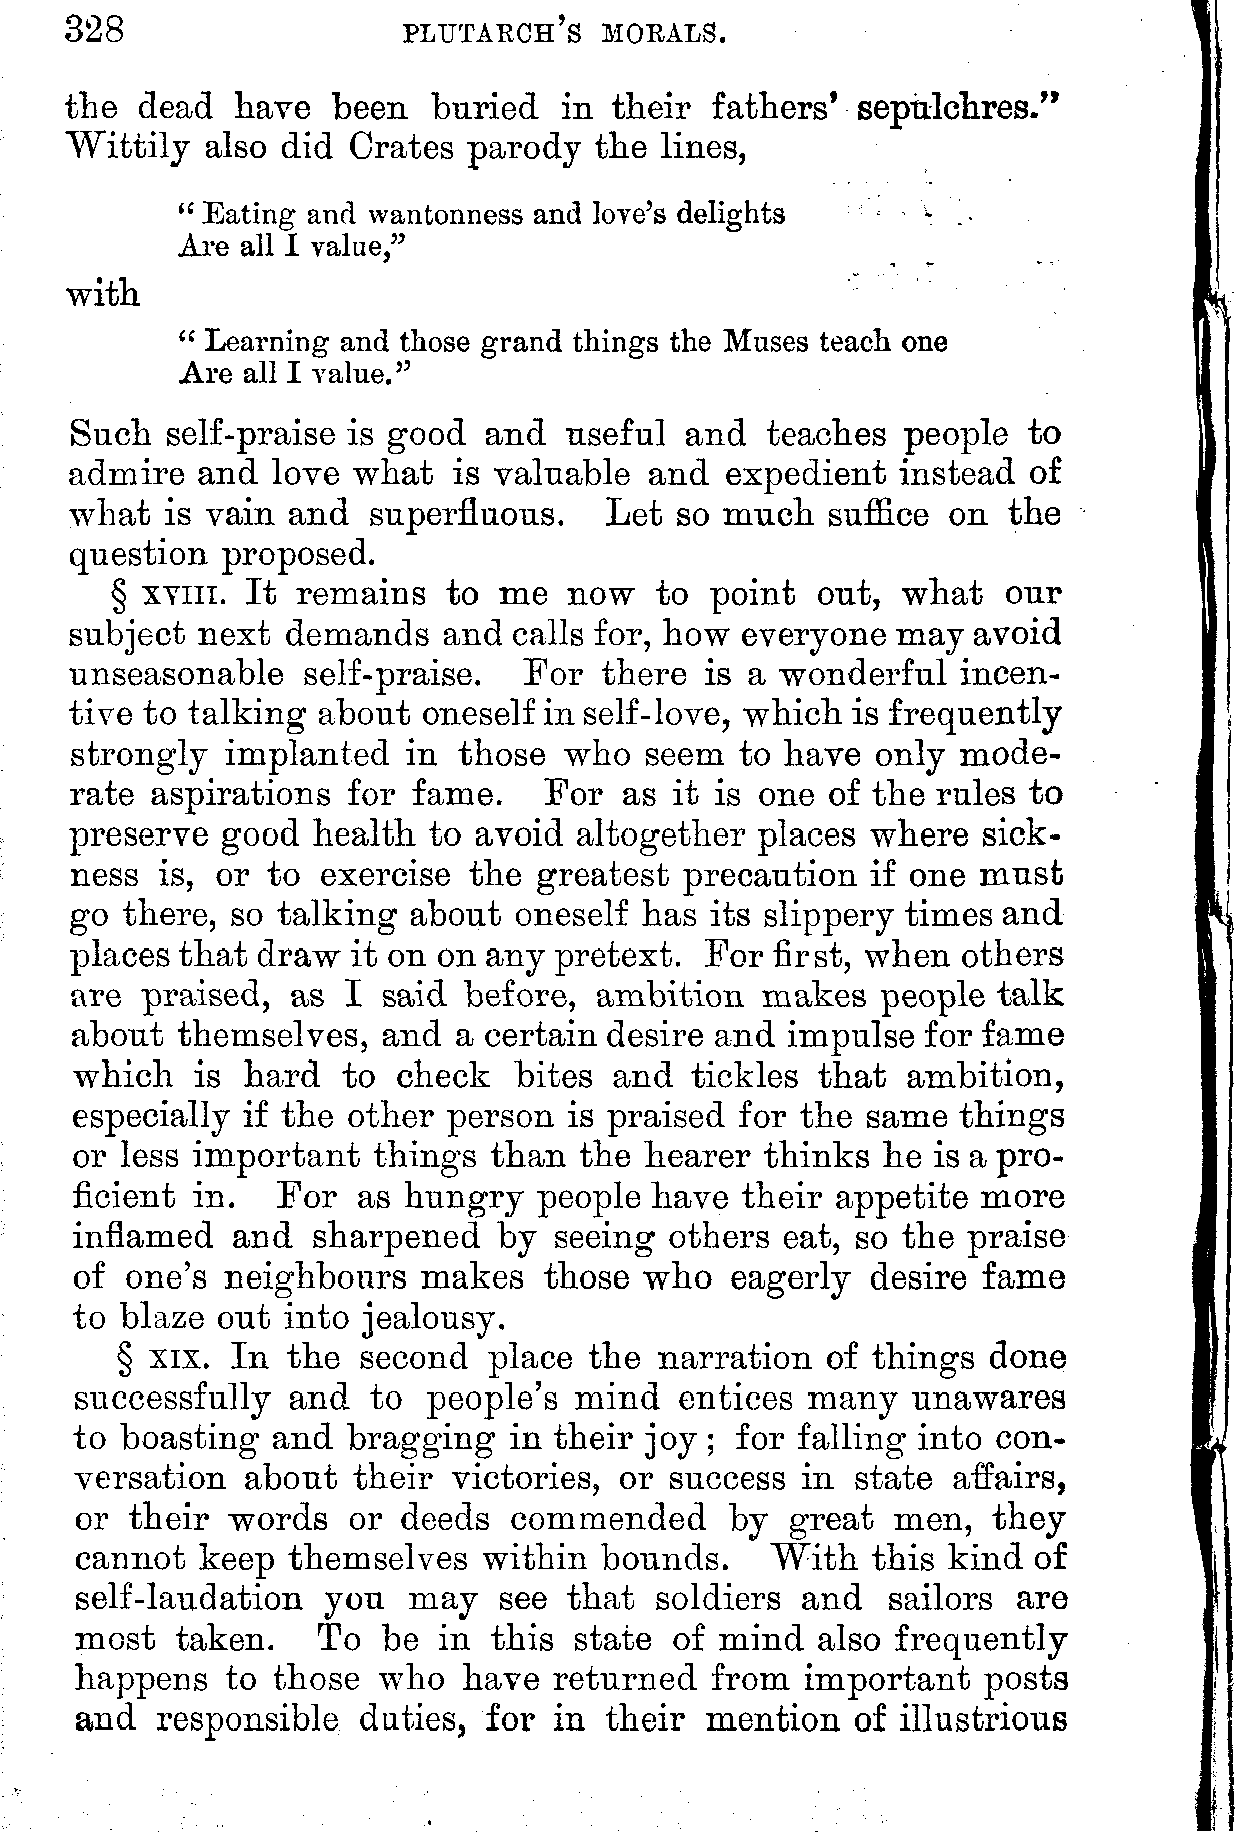 328 PLUTARCH'S MORALS.
the dead have been buried in their fathers' sepulchres."
Wittily also did Crates parody the lines,
"Eating and wantonness and love's delights
Are all I value,"
with
"Learning and those grand things the Muses teach one
Are all I value."
Such self-praise is good and useful and teaches people to
admire and love what is valuable and expedient instead of
what is vain and superfluous. Let so much suffice on the
question proposed.
§ XVIII. It remains to me now to point out, what our
subject next demands and calls for, how everyone may avoid
unseasonable self-praise. For there is a wonderful incen-
tive to talking about oneself in self-love, which is frequently
strongly implanted in those who seem to have only mode-
rate aspirations for fame. For as it is one of the rules to
preserve good health to avoid altogether places where sick-
ness is, or to exercise the greatest precaution if one must
go there, so talking about oneself has its slippery times and
places that draw it on on any pretext. For first, when others
are praised, as I said before, ambition makes people talk
about themselves, and a certain desire and impulse for fame
which is hard to check bites and tickles that ambition,
especially if the other person is praised for the same things
or less important things than the hearer thinks he is a pro-
ficient in. For as hungry people have their appetite more
inflamed and sharpened by seeing others eat, so the praise
of one's neighbours makes those who eagerly desire fame
to blaze out into jealousy.
§ XIX. In the second place the narration of things done
successfully and to people's mind entices many unawares
to boasting and bragging in their joy; for falling into con-
versation about their victories, or success in state affairs,
or their words or deeds commended by great men, they
cannot keep themselves within bounds. With this kind of
self-laudation you may see that soldiers and sailors are
most taken. To be in this state of mind also frequently
happens to those who have returned from important posts
and responsible duties, for in their mention of illustrious